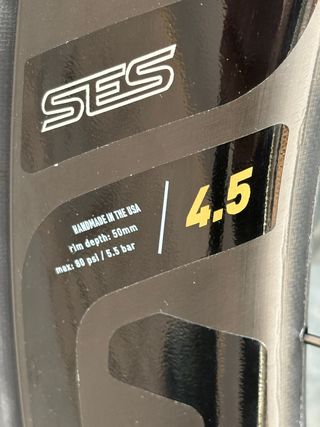 SES
HANDMADE IN THE USA
rim depth: 50mm
max: 80 psi / 5.5 bar
4.5